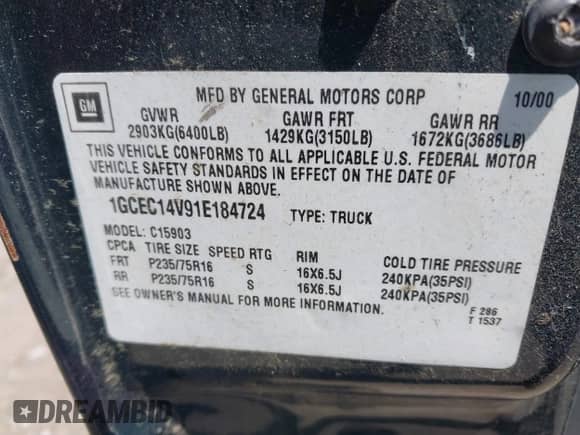 GM
MFD BY GENERAL MOTORS CORP 10/00
GVWR GAWR FRT GAWR RR
2903KG(6400LB) 1429KG(3150LB) 1672KG(3686LB)
THIS VEHICLE CONFORMS TO ALL APPLICABLE U.S. FEDERAL MOTOR
VEHICLE SAFETY STANDARDS IN EFFECT ON THE DATE OF
MANUFACTURE SHOWN ABOVE.
1GCEC14V91E184724 TYPE: TRUCK
MODEL: C15903
CPCA TIRE SIZE SPEED RTG RIM COLD TIRE PRESSURE
FRT P235/75R16 S 16X6.5J 240KPA(35PSI)
RR P235/75R16 S 16X6.5J 240KPA(35PSI)
SEE OWNER'S MANUAL FOR MORE INFORMATION.
F 286
T 1537
DREAMBID